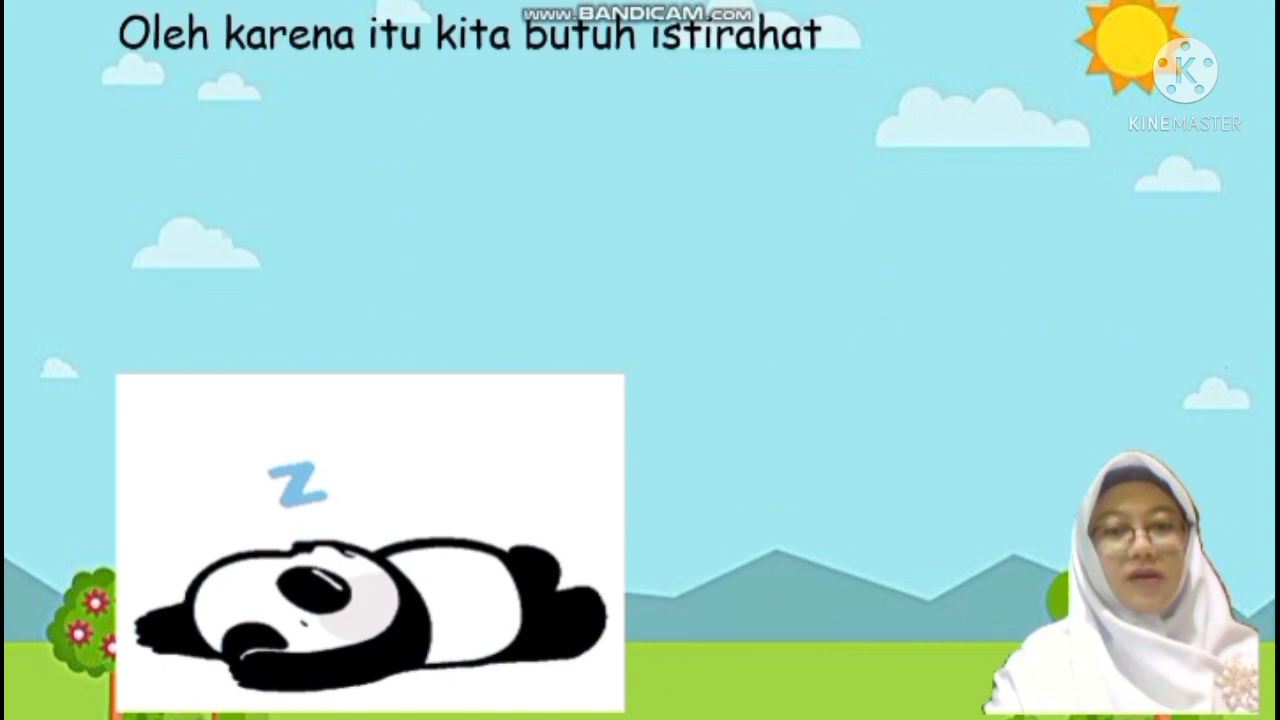 www.BANDICAM.com
Oleh karena itu kita butuh istirahat
K
KINEMASTER
Z